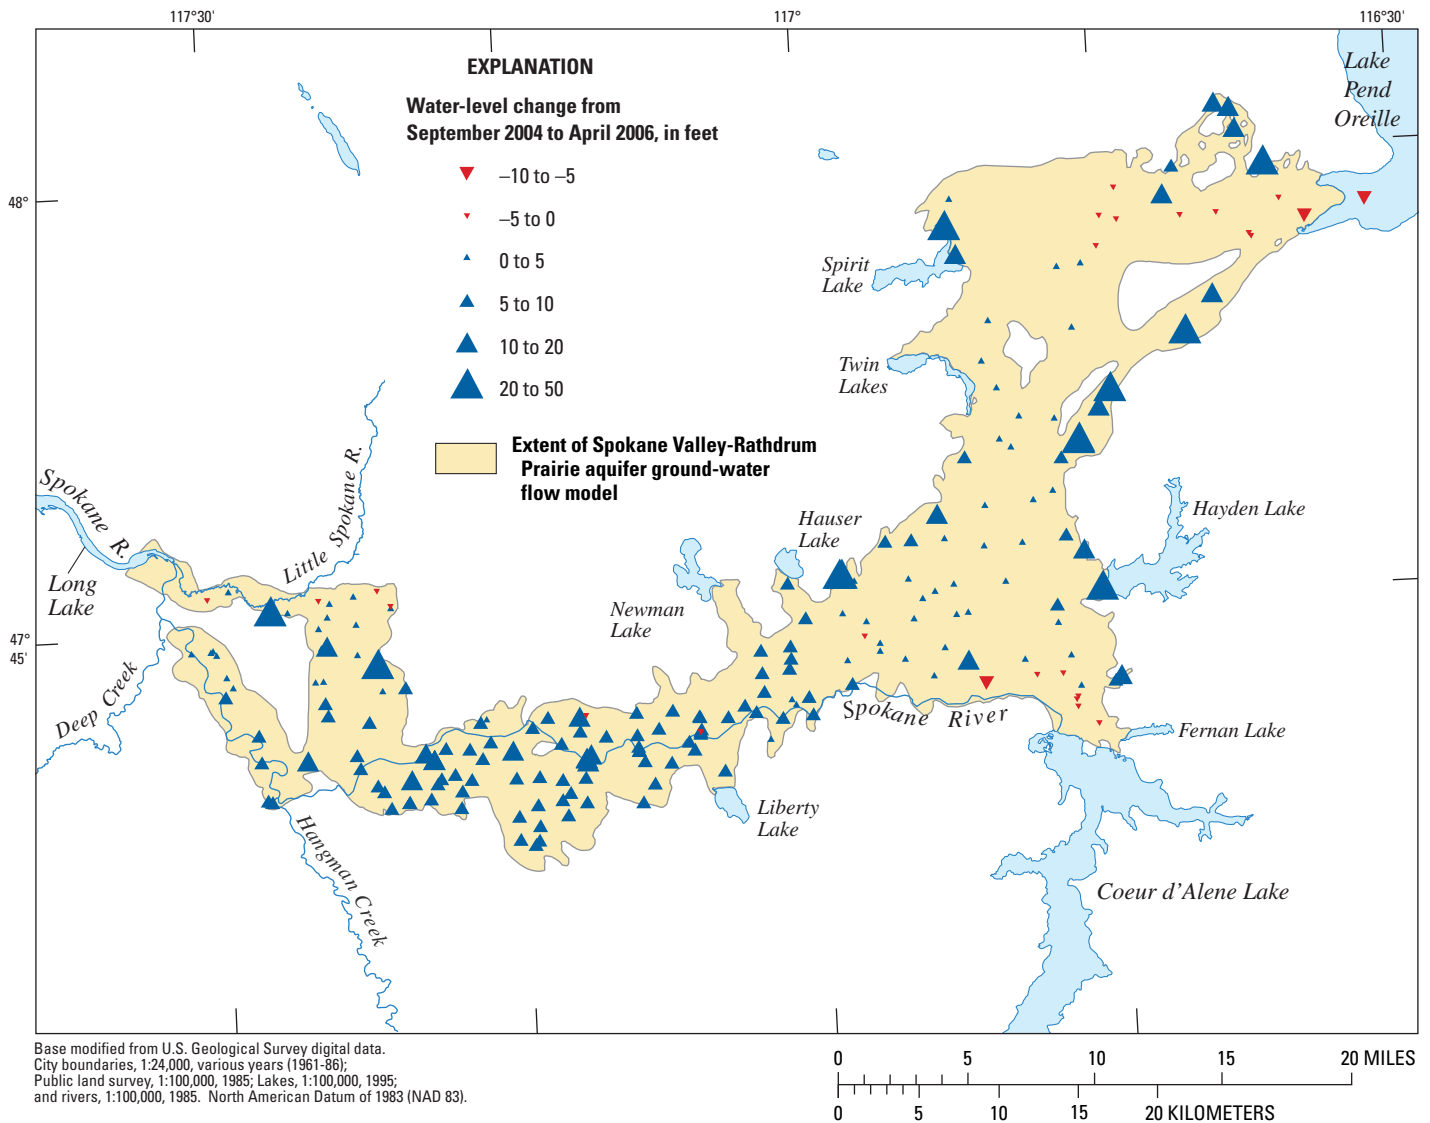 117°30'
117°
116°30'
EXPLANATION
Water-level change from
September 2004 to April 2006, in feet
–10 to –5
–5 to 0
0 to 5
5 to 10
10 to 20
20 to 50
Extent of Spokane Valley-Rathdrum
Prairie aquifer ground-water
flow model
Lake
Pend
Oreille
48°
Spirit
Lake
Twin
Lakes
Spokane R.
Little Spokane R.
Hauser
Lake
Hayden Lake
Long
Lake
Newman
Lake
47°
45'
Deep Creek
Spokane River
Fernan Lake
Liberty
Lake
Hangman Creek
Coeur d'Alene Lake
Base modified from U.S. Geological Survey digital data.
City boundaries, 1:24,000, various years (1961-86);
Public land survey, 1:100,000, 1985; Lakes, 1:100,000, 1995;
and rivers, 1:100,000, 1985. North American Datum of 1983 (NAD 83).
0 5 10 15 20 MILES
0 5 10 15 20 KILOMETERS